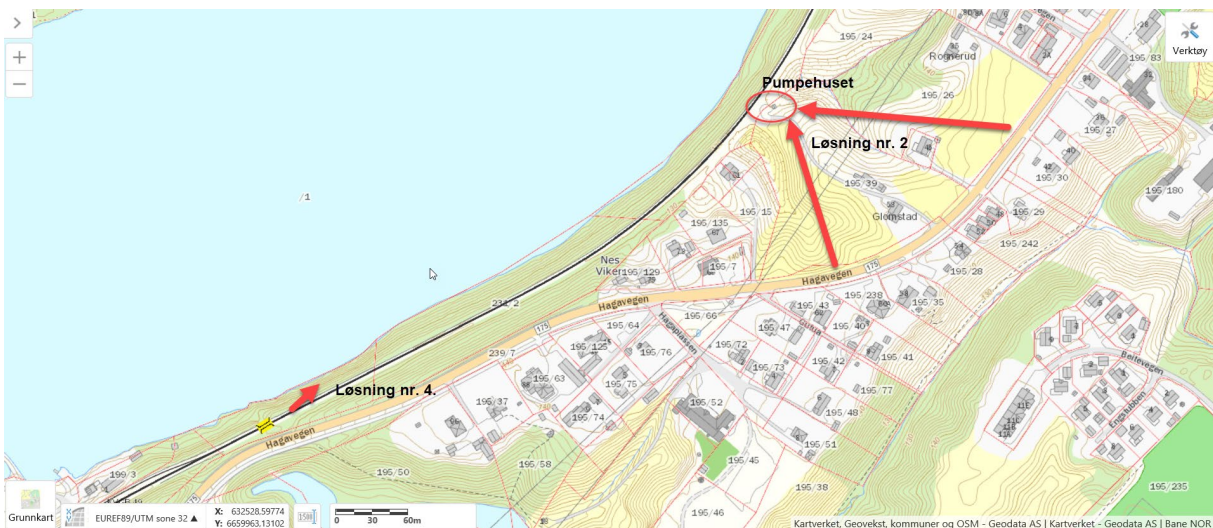 Verktøy
Pumpehuset
Løsning nr. 2
Løsning nr. 4.
195/24
Ronnerud
195/26
195/83
195/27
195/30
195/180
195/39
Glomstad
195/29
195/242
195/28
195/15
195/135
195/7
195/129
Nes
Viker
Hagavegen
175
Hagavegen
175
Hagavegen
175
/1
239/7
195/64
195/66
195/125
195/76
195/63
195/75
195/74
195/37
195/58
195/50
199/3
Hagaplassen
195/43
195/238
195/35
195/47
195/40
195/41
195/72
195/73
195/42
195/77
195/48
195/52
195/51
195/45
195/46
195/38
Beitevegen
195/235
Grunnkart
EUREF89/UTM sone 32
X: 632528.59774
Y: 6659963.13102
0 30 60m
Kartverket, Geovekst, kommuner og OSM - Geodata AS | Kartverket - Geodata AS | Bane NOR